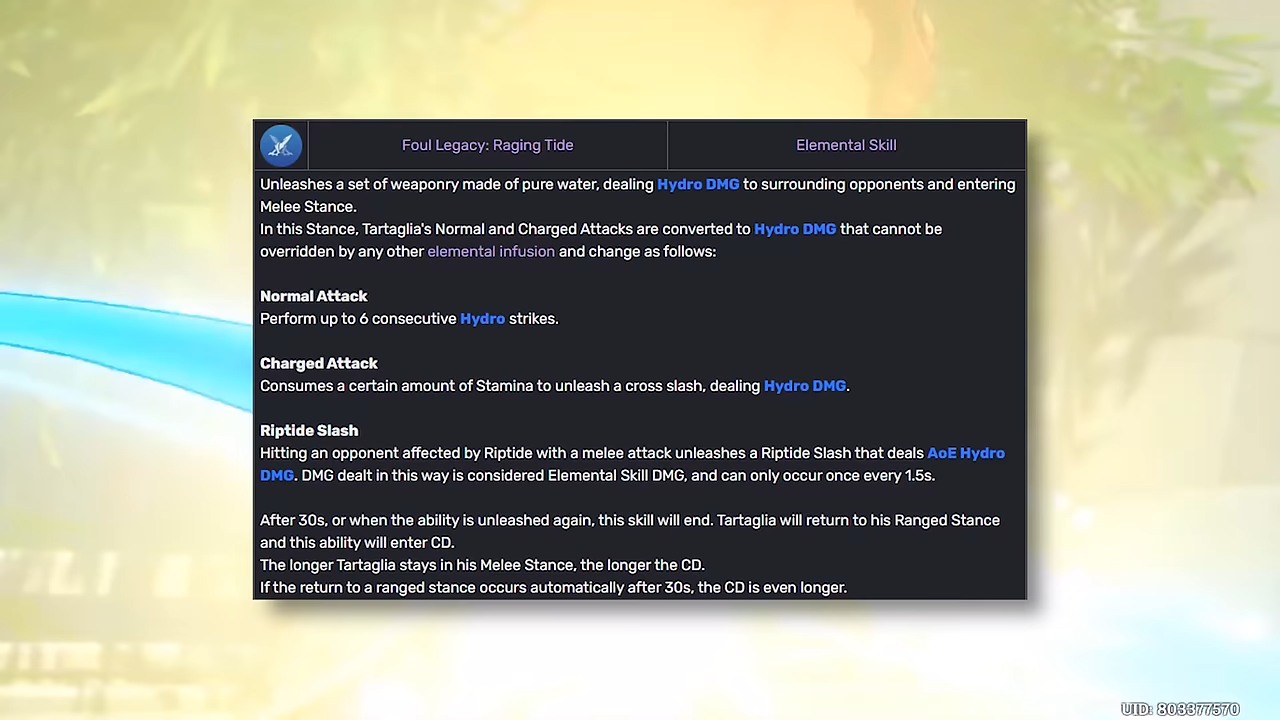 Foul Legacy: Raging Tide
Elemental Skill
Unleashes a set of weaponry made of pure water, dealing Hydro DMG to surrounding opponents and entering
Melee Stance.
In this Stance, Tartaglia's Normal and Charged Attacks are converted to Hydro DMG that cannot be
overridden by any other elemental infusion and change as follows:
Normal Attack
Perform up to 6 consecutive Hydro strikes.
Charged Attack
Consumes a certain amount of Stamina to unleash a cross slash, dealing Hydro DMG.
Riptide Slash
Hitting an opponent affected by Riptide with a melee attack unleashes a Riptide Slash that deals AoE Hydro
DMG. DMG dealt in this way is considered Elemental Skill DMG, and can only occur once every 1.5s.
After 30s, or when the ability is unleashed again, this skill will end. Tartaglia will return to his Ranged Stance
and this ability will enter CD.
The longer Tartaglia stays in his Melee Stance, the longer the CD.
If the return to a ranged stance occurs automatically after 30s, the CD is even longer.
UID: 803377570